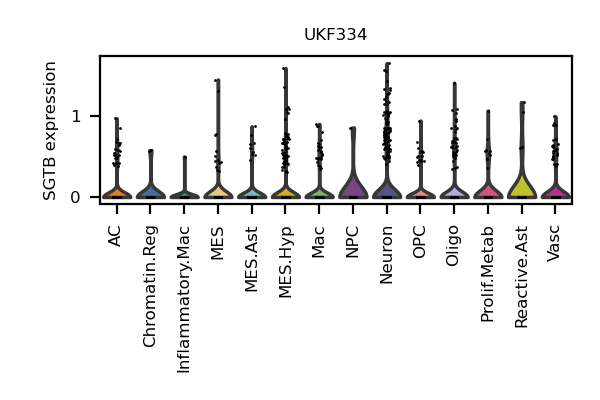 UKF334
SGTB expression
1
0
AC
Chromatin.Reg
Inflammatory.Mac
MES
MES.Ast
MES.Hyp
Mac
NPC
Neuron
OPC
Oligo
Prolif.Metab
Reactive.Ast
Vasc